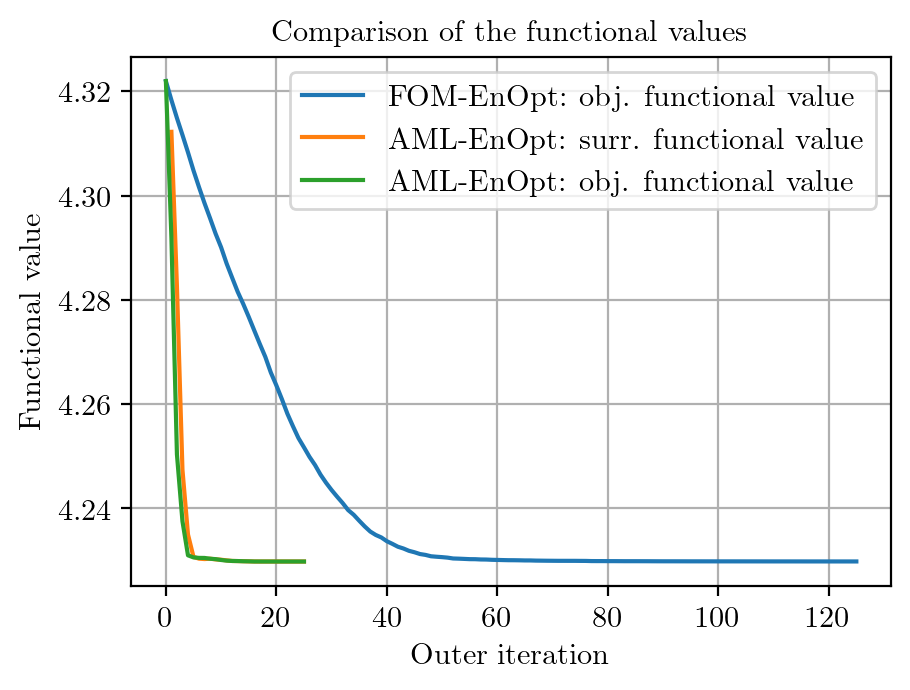 Comparison of the functional values
FOM-EnOpt: obj. functional value
AML-EnOpt: surr. functional value
AML-EnOpt: obj. functional value
Functional value
4.32
4.30
4.28
4.26
4.24
0 20 40 60 80 100 120
Outer iteration